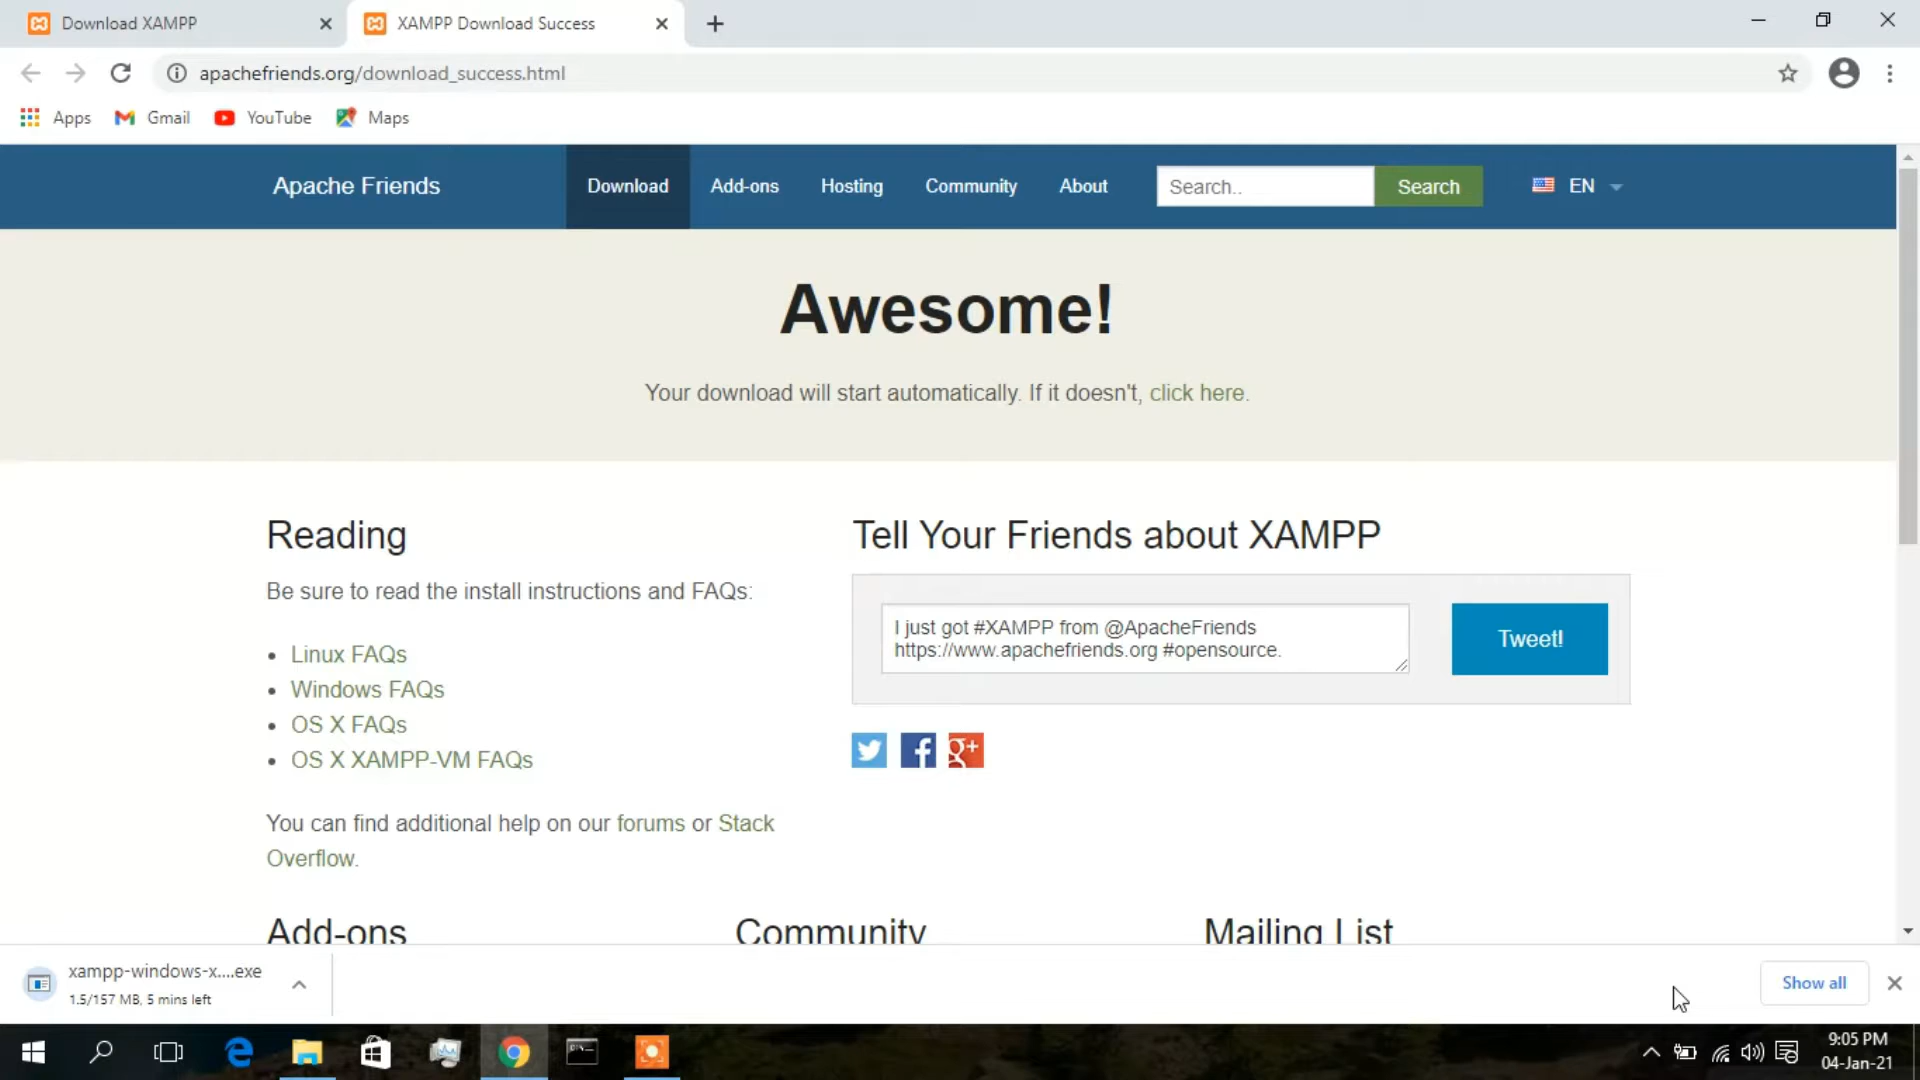 Download XAMPP
XAMPP Download Success
apachefriends.org/download_success.html
Apps
Gmail
YouTube
Maps
Apache Friends
Download
Add-ons
Hosting
Community
About
Search..
Search
EN
Awesome!
Your download will start automatically. If it doesn't, click here.
Reading
Be sure to read the install instructions and FAQs:
Linux FAQs
Windows FAQs
OS X FAQs
OS X XAMPP-VM FAQs
You can find additional help on our forums or Stack
Overflow.
Tell Your Friends about XAMPP
I just got #XAMPP from @ApacheFriends
https://www.apachefriends.org #opensource.
Tweet!
g+
Add-ons
Community
Mailing List
xampp-windows-x....exe
1.5/157 MB, 5 mins left
Show all
9:05 PM
04-Jan-21